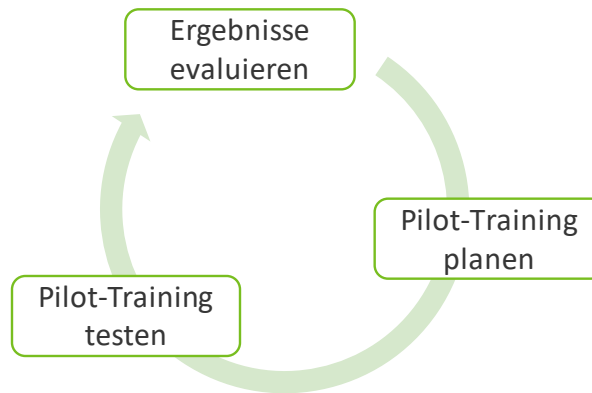 Ergebnisse
evaluieren
Pilot-Training
planen
Pilot-Training
testen